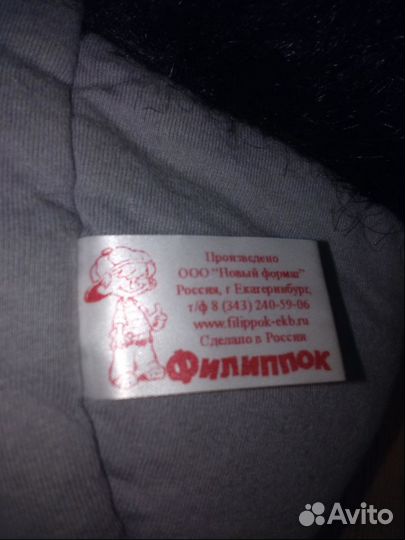 Произведено
ООО "Новый формат"
Россия, г Екатеринбург,
т/ф 8 (343) 240-59-06
www.filippok-ekb.ru
Сделано в России
Филиппок
Avito